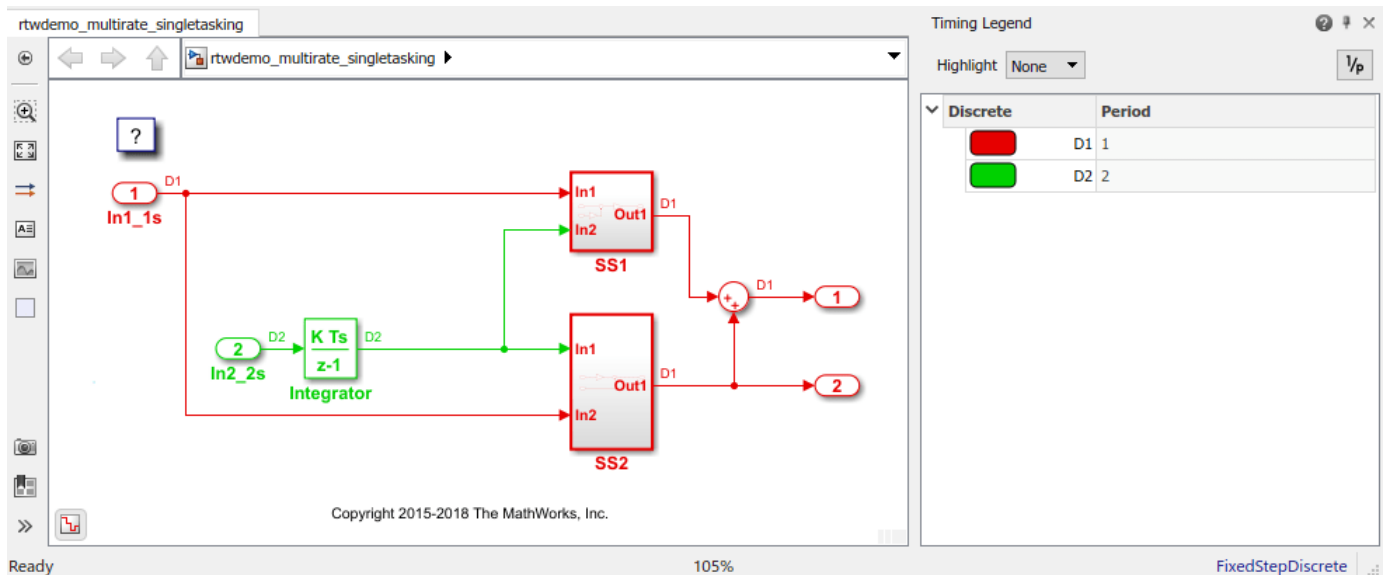 rtwdemo_multirate_singletasking
Timing Legend
rtwdemo_multirate_singletasking
Highlight None
1/P
Discrete Period
D1 1
D2 2
?
1 D1
In1_1s
In1
In2
Out1
D1
SS1
D1
1
2 D2
In2_2s
K Ts
z-1
D2
Integrator
In1
In2
Out1
D1
SS2
2
Copyright 2015-2018 The MathWorks, Inc.
Ready 105% FixedStepDiscrete